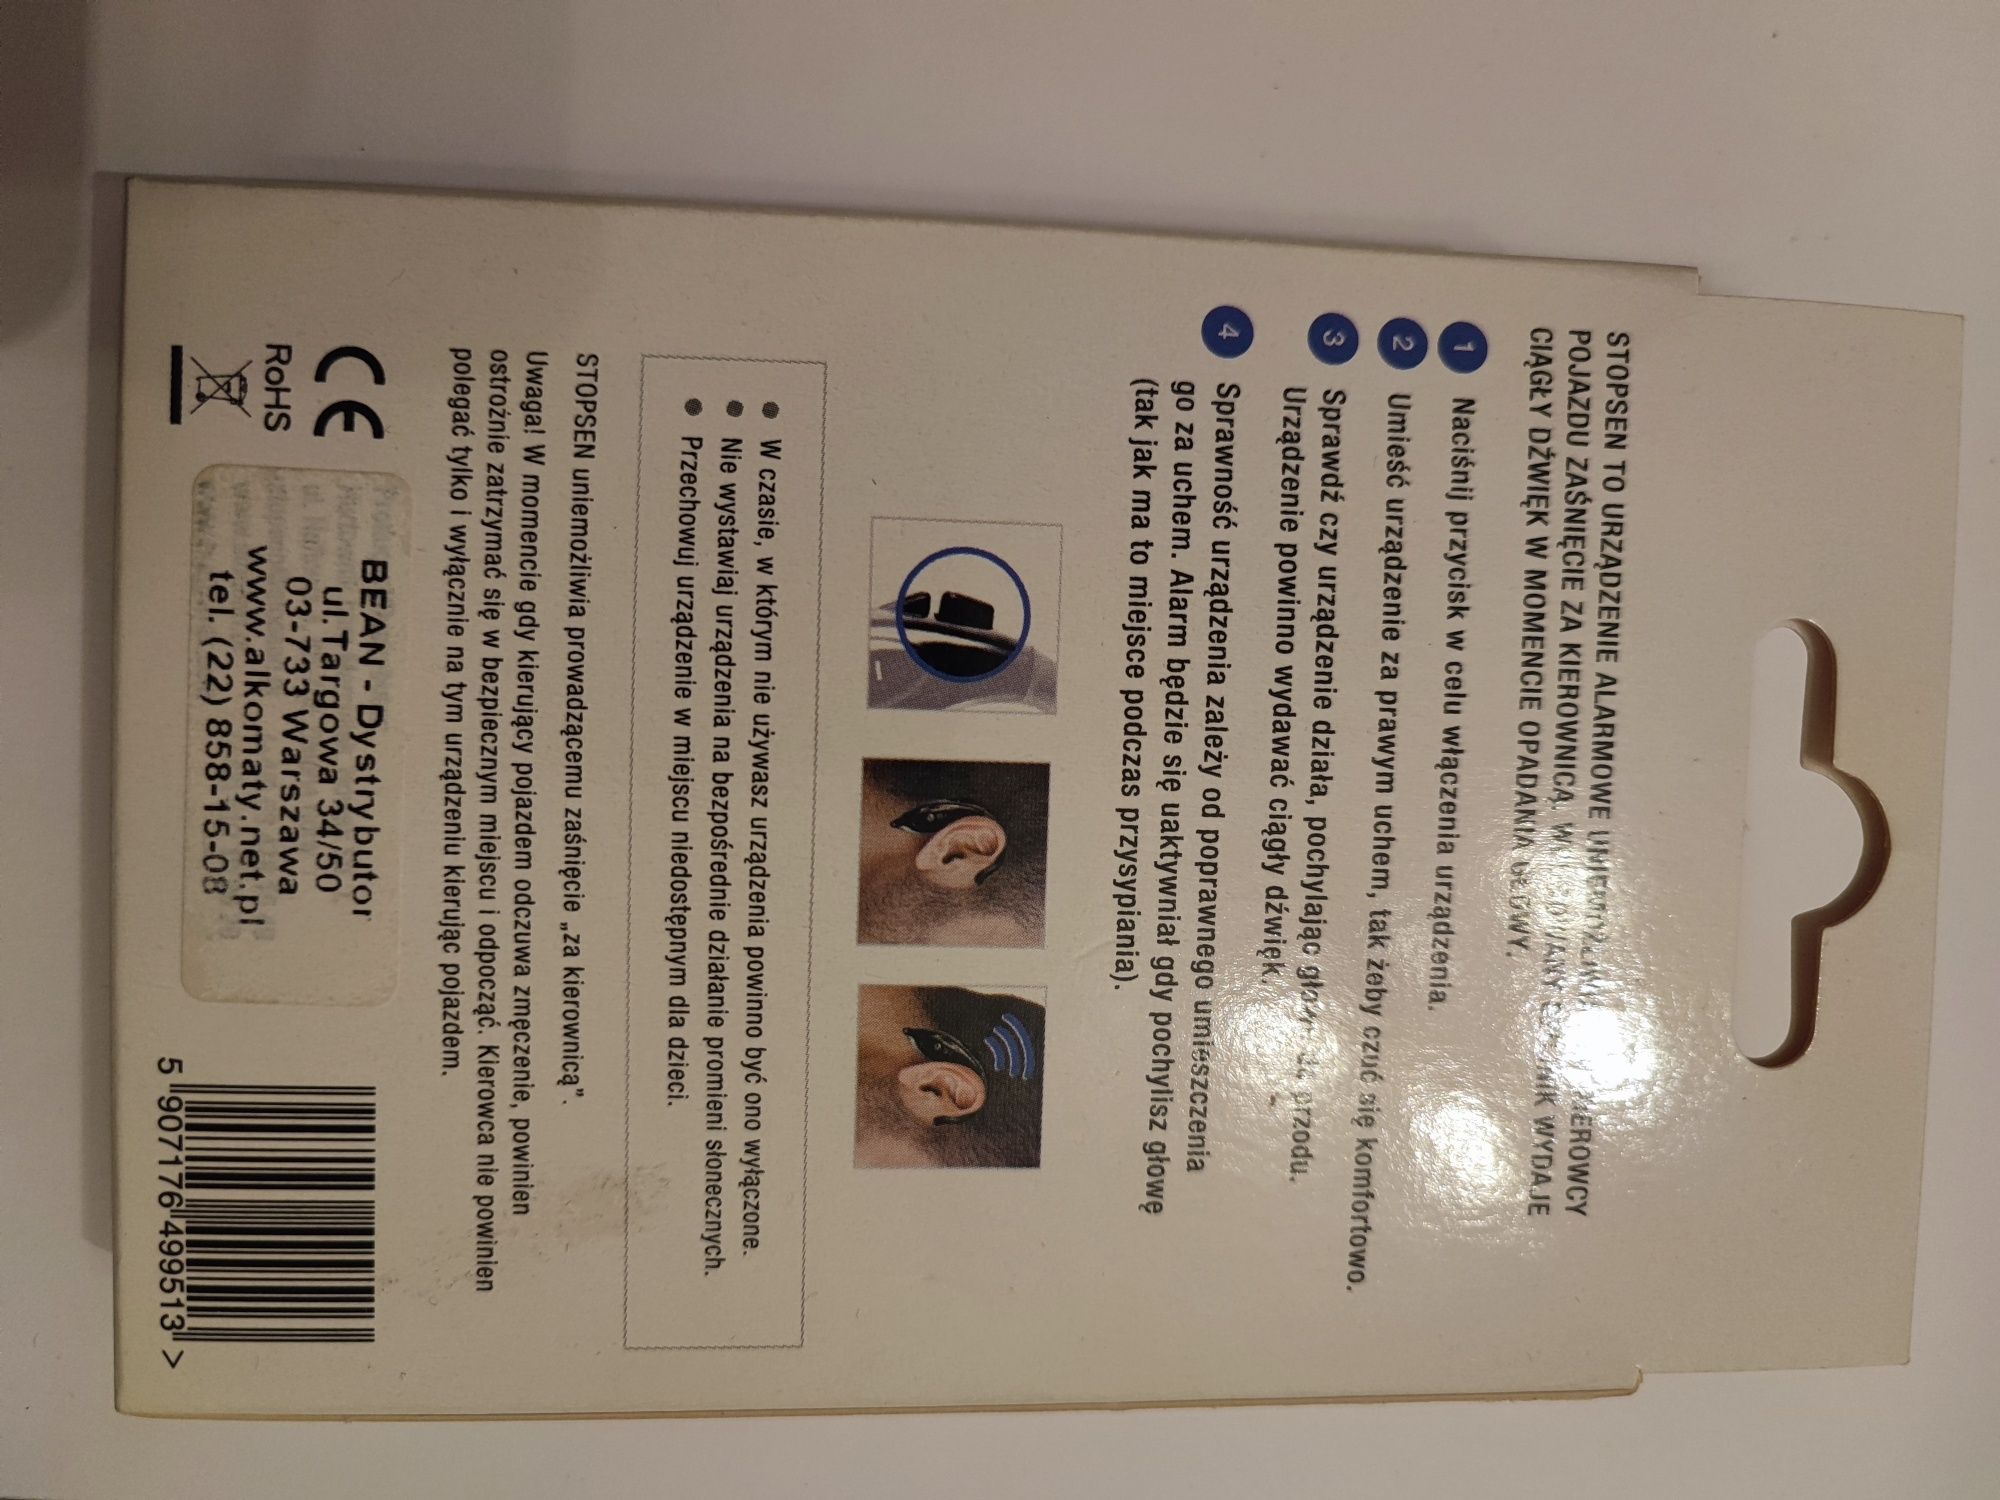 STOPSEN TO URZĄDZENIE ALARMOWE
POJAZDU ZAŚNIĘCIE ZA KIEROWNICĄ. WYDAJE
CIĄGŁY DŹWIĘK W MOMENCIE OPADANIA GŁOWY.
1 Naciśnij przycisk w celu włączenia urządzenia.
2 Umieść urządzenie za prawym uchem, tak żeby czuć się komfortowo.
3 Sprawdź czy urządzenie działa, pochylając do przodu.
Urządzenie powinno wydawać ciągły dźwięk.
4 Sprawność urządzenia zależy od poprawnego umieszczenia
go za uchem. Alarm będzie się uaktywniał gdy pochylisz głowę
(tak jak ma to miejsce podczas przysypiania).
• W czasie, w którym nie używasz urządzenia powinno być ono wyłączone.
• Nie wystawiaj urządzenia na bezpośrednie działanie promieni słonecznych.
• Przechowuj urządzenie w miejscu niedostępnym dla dzieci.
STOPSEN uniemożliwia prowadzącemu zaśnięcie „za kierownicą”.
Uwaga! W momencie gdy kierujący pojazdem odczuwa zmęczenie, powinien
ostrożnie zatrzymać się w bezpiecznym miejscu i odpocząć. Kierowca nie powinien
polegać tylko i wyłącznie na tym urządzeniu kierując pojazdem.
CE
RoHS
BEAN - Dystrybutor
ul.Targowa 34/50
03-733 Warszawa
www.alkomaty.net.pl
tel. (22) 858-15-08
5 907176 499513 >